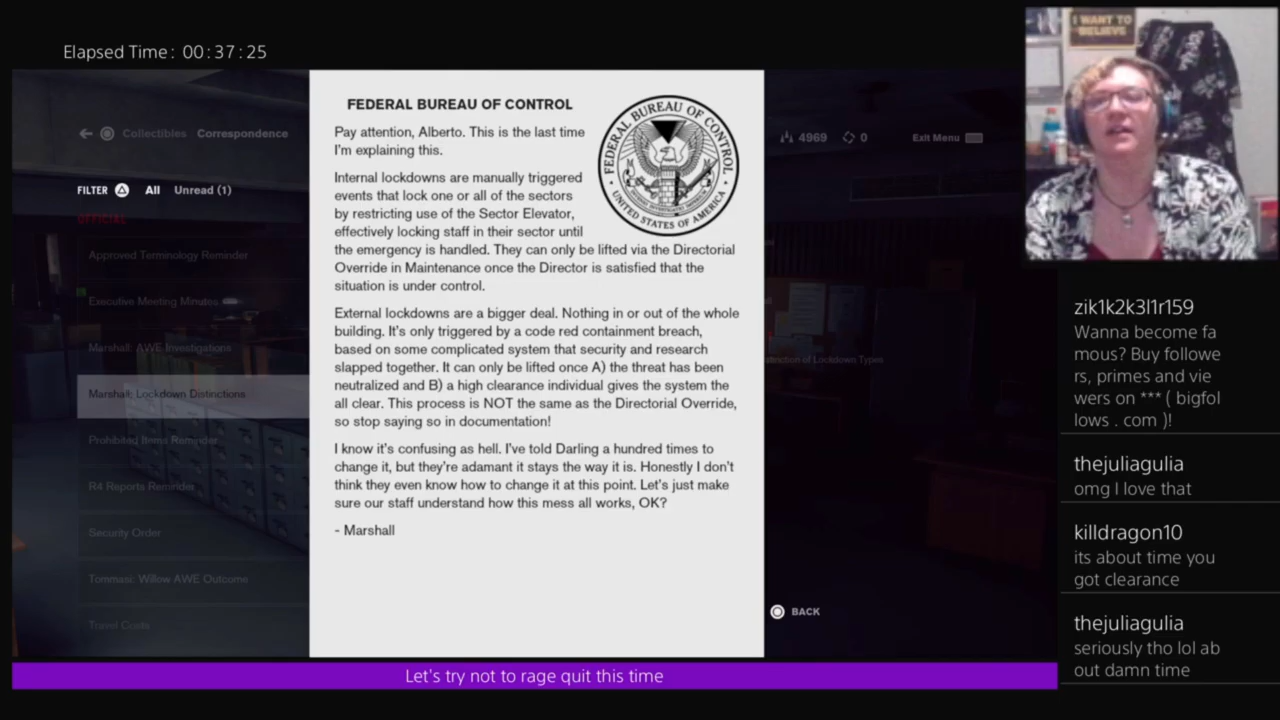 Elapsed Time: 00:37:25
I WANT TO
BELIEVE
Collectibles Correspondence
4969 0 Exit Menu
FILTER All Unread (1)
OFFICIAL
Approved Terminology Reminder
Executive Meeting Minutes
Marshall: AWE Investigations
Marshall: Lockdown Distinctions
Prohibited Items Reminder
R4 Reports Reminder
Security Order
Tommasi: Willow AWE Outcome
Travel Costs
FEDERAL BUREAU OF CONTROL
FEDERAL BUREAU OF CONTROL
UNITED STATES OF AMERICA
Pay attention, Alberto. This is the last time
I'm explaining this.
Internal lockdowns are manually triggered
events that lock one or all of the sectors
by restricting use of the Sector Elevator,
effectively locking staff in their sector until
the emergency is handled. They can only be lifted via the Directorial
Override in Maintenance once the Director is satisfied that the
situation is under control.
External lockdowns are a bigger deal. Nothing in or out of the whole
building. It's only triggered by a code red containment breach,
based on some complicated system that security and research
slapped together. It can only be lifted once A) the threat has been
neutralized and B) a high clearance individual gives the system the
all clear. This process is NOT the same as the Directorial Override,
so stop saying so in documentation!
I know it's confusing as hell. I've told Darling a hundred times to
change it, but they're adamant it stays the way it is. Honestly I don't
think they even know how to change it at this point. Let's just make
sure our staff understand how this mess all works, OK?
- Marshall
of Lockdown Types
BACK
zik1k2k3l1r159
Wanna become fa
mous? Buy followe
rs, primes and vie
wers on *** ( bigfol
lows . com )!
thejuliagulia
omg I love that
killdragon10
its about time you
got clearance
thejuliagulia
seriously tho lol ab
out damn time
Let's try not to rage quit this time